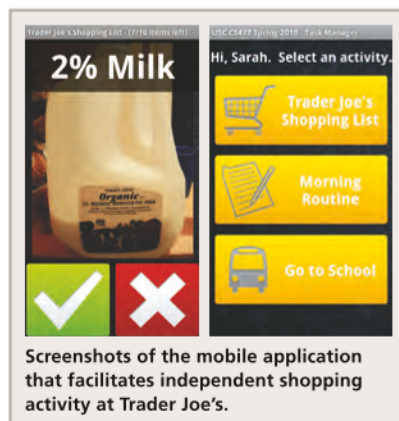 Trader Joe's Shopping List - (7/10 items left)
2% Milk
Organic
USC CS477 Spring 2010 - Task Manager
Hi, Sarah. Select an activity.
Trader Joe's
Shopping List
Morning
Routine
Go to School
Screenshots of the mobile application
that facilitates independent shopping
activity at Trader Joe's.